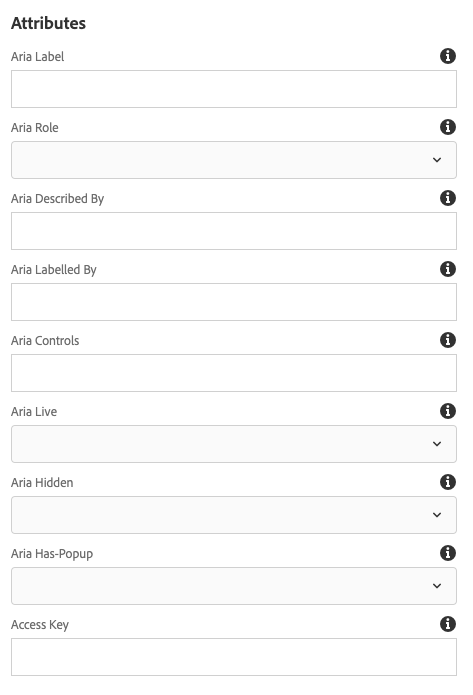 Attributes
Aria Label
Aria Role
Aria Described By
Aria Labelled By
Aria Controls
Aria Live
Aria Hidden
Aria Has-Popup
Access Key